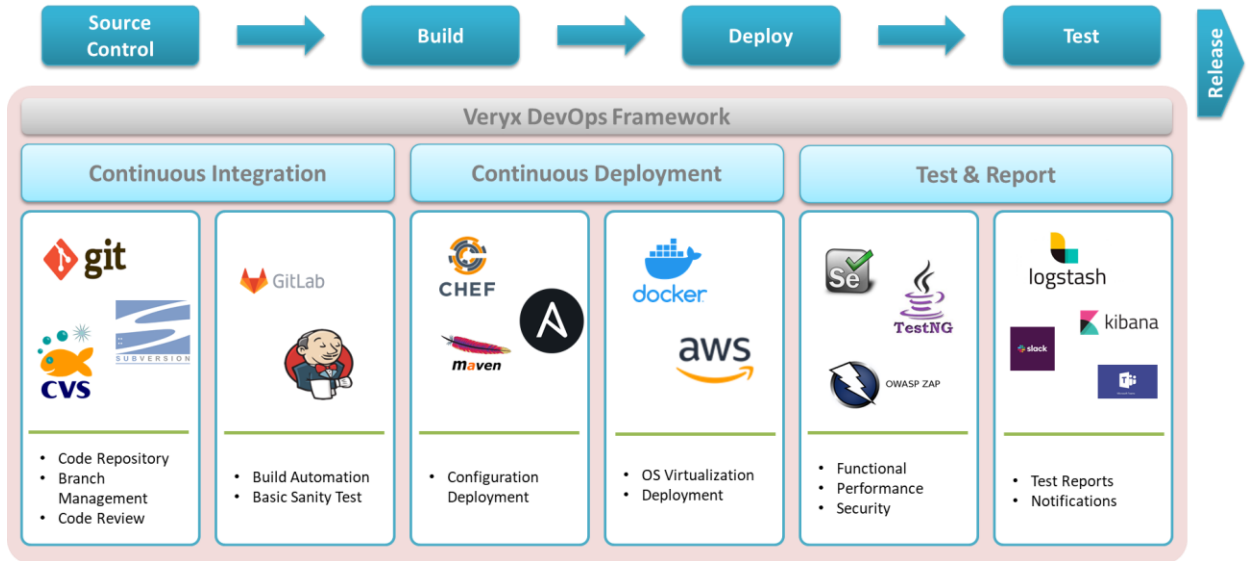 Source
Control
Build
Deploy
Test
Release
Veryx DevOps Framework
Continuous Integration
Continuous Deployment
Test & Report
git
SUBVERSION
CVS
• Code Repository
• Branch
Management
• Code Review
GitLab
• Build Automation
• Basic Sanity Test
CHEF
maven
A
• Configuration
Deployment
docker
aws
• OS Virtualization
• Deployment
Se
TestNG
OWASP ZAP
• Functional
• Performance
• Security
logstash
kibana
slack
T
• Test Reports
• Notifications